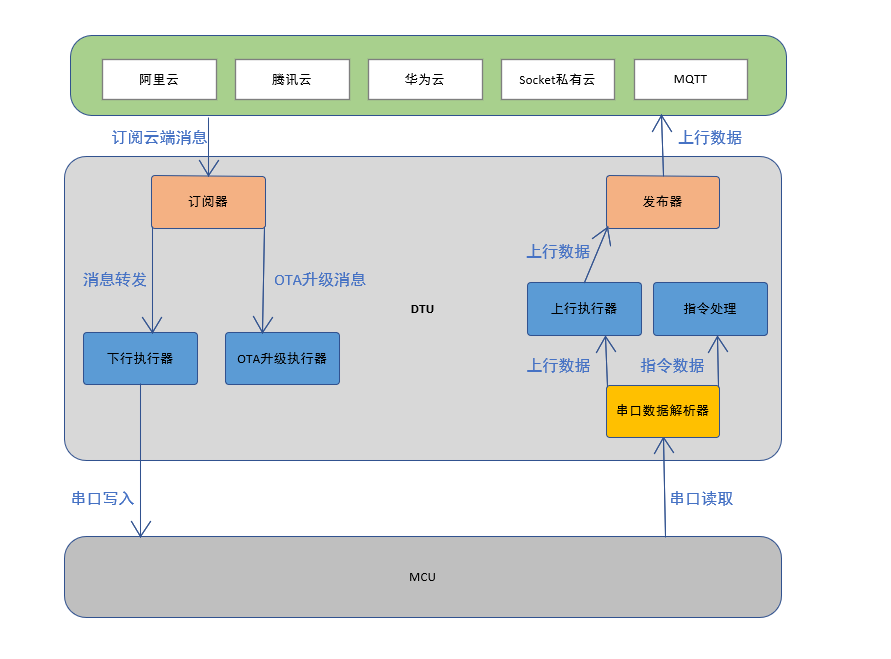 阿里云
腾讯云
华为云
Socket私有云
MQTT
订阅云端消息
上行数据
订阅器
发布器
上行数据
消息转发
OTA升级消息
DTU
上行执行器
指令处理
下行执行器
OTA升级执行器
上行数据
指令数据
串口数据解析器
串口写入
串口读取
MCU